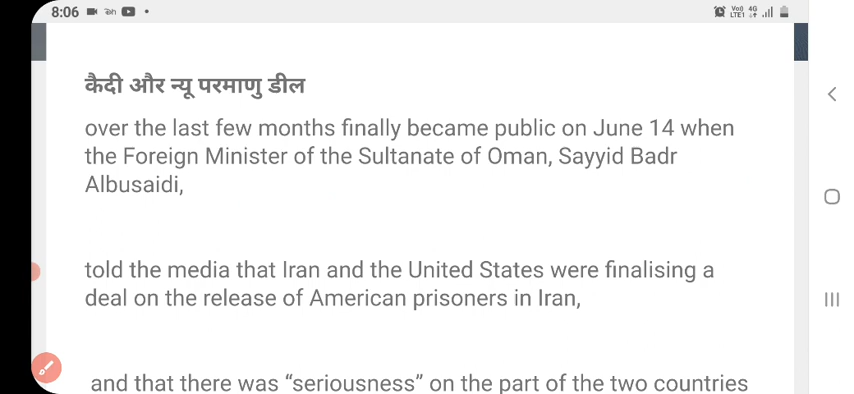 8:06
Vo)) 4G
LTE1
कैदी और न्यू परमाणु डील
over the last few months finally became public on June 14 when
the Foreign Minister of the Sultanate of Oman, Sayyid Badr
Albusaidi,
told the media that Iran and the United States were finalising a
deal on the release of American prisoners in Iran,
and that there was “seriousness” on the part of the two countries